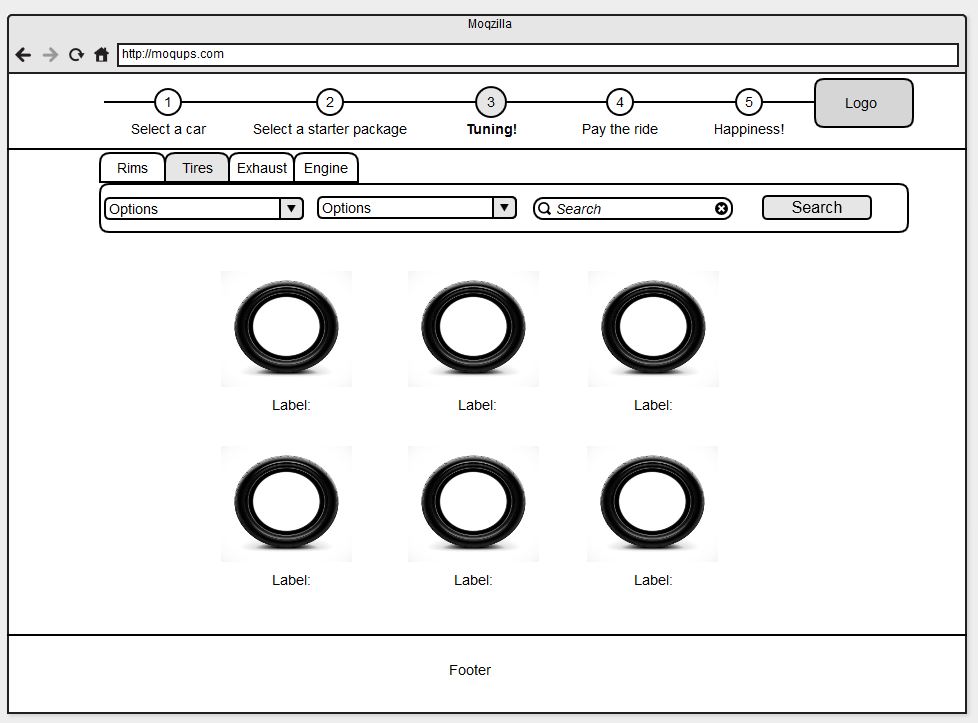 Moqzilla
http://moqups.com
1 2 3 4 5 Logo
Select a car Select a starter package Tuning! Pay the ride Happiness!
Rims Tires Exhaust Engine
Options Options Search Search
Label: Label: Label:
Label: Label: Label:
Footer